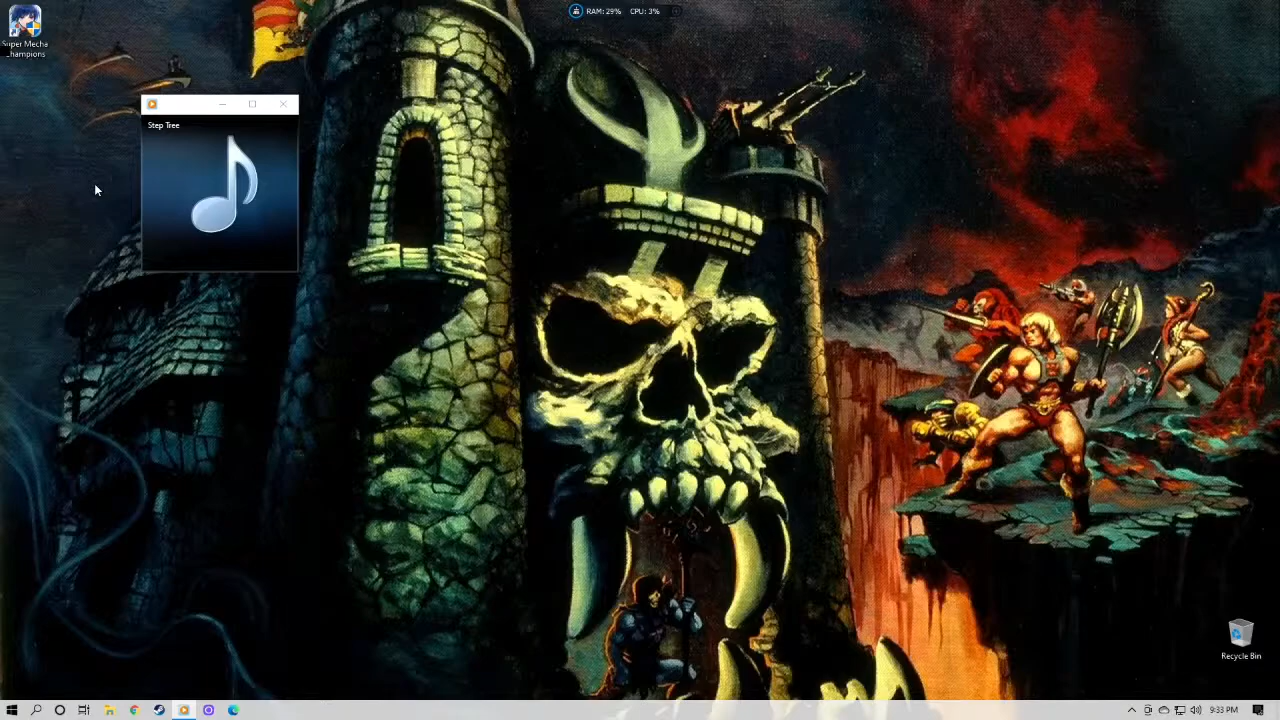 RAM: 29% CPU: 3%
Super Mecha
Champions
Step Tree
Recycle Bin
9:33 PM